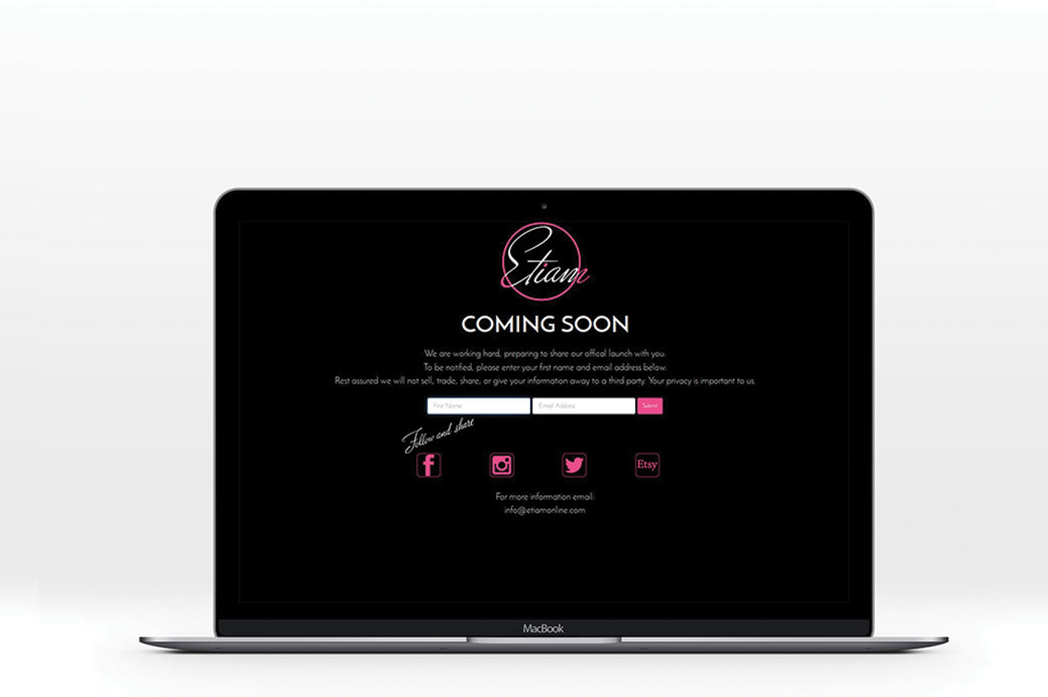 Etiam
COMING SOON
We are working hard, preparing to share our offical launch with you.
To be notified, please enter your first name and email address below.
Rest assured we will not sell, trade, share, or give your information away to a third party. Your privacy is important to us.
First Name Email Address Submit
Follow and share
f Etsy
For more information email:
info@etiamonline.com
MacBook